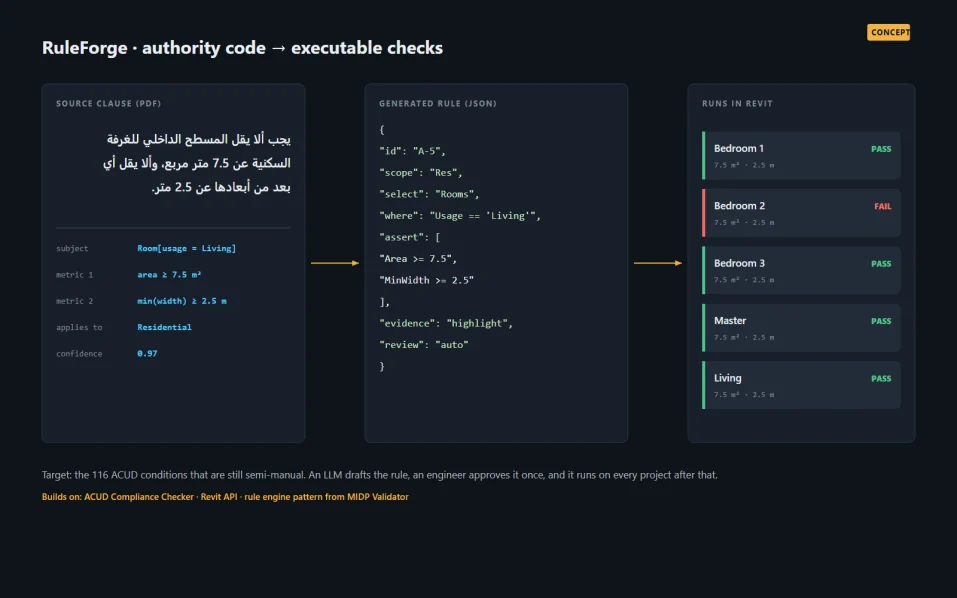 RuleForge · authority code → executable checks
CONCEPT
SOURCE CLAUSE (PDF)
يجب ألا يقل المسطح الداخلي للغرفة
السكنية عن 7.5 متر مربع، وألا يقل أي
بعد من أبعادها عن 2.5 متر.
subject Room[usage = Living]
metric 1 area ≥ 7.5 m²
metric 2 min(width) ≥ 2.5 m
applies to Residential
confidence 0.97
GENERATED RULE (JSON)
{
"id": "A-5",
"scope": "Res",
"select": "Rooms",
"where": "Usage == 'Living'",
"assert": [
"Area >= 7.5",
"MinWidth >= 2.5"
],
"evidence": "highlight",
"review": "auto"
}
RUNS IN REVIT
Bedroom 1 PASS
7.5 m² · 2.5 m
Bedroom 2 FAIL
7.5 m² · 2.5 m
Bedroom 3 PASS
7.5 m² · 2.5 m
Master PASS
7.5 m² · 2.5 m
Living PASS
7.5 m² · 2.5 m
Target: the 116 ACUD conditions that are still semi-manual. An LLM drafts the rule, an engineer approves it once, and it runs on every project after that.
Builds on: ACUD Compliance Checker · Revit API · rule engine pattern from MIDP Validator